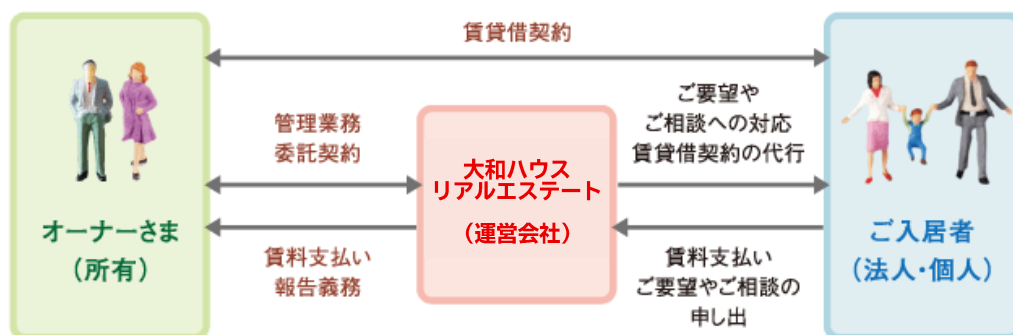 賃貸借契約
オーナーさま
（所有）
管理業務
委託契約
賃料支払い
報告義務
大和ハウス
リアルエステート
（運営会社）
ご要望や
ご相談への対応
賃貸借契約の代行
賃料支払い
ご要望やご相談の
申し出
ご入居者
（法人・個人）